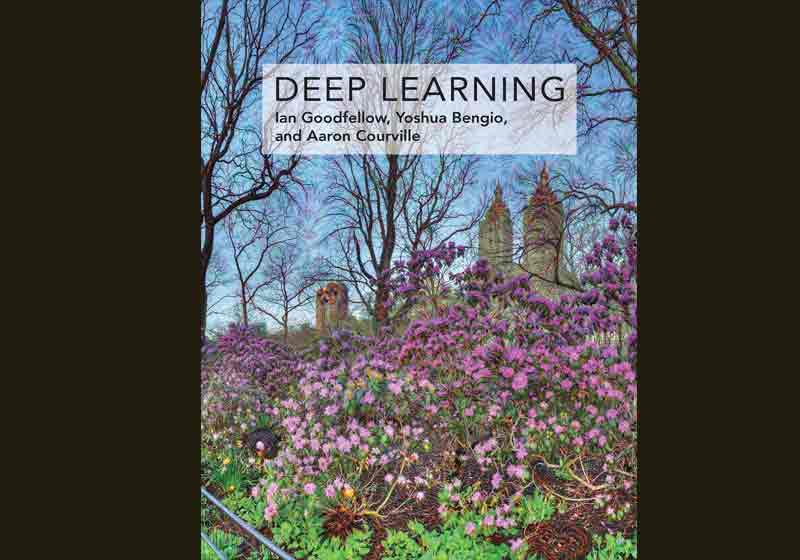 DEEP LEARNING
Ian Goodfellow, Yoshua Bengio,
and Aaron Courville